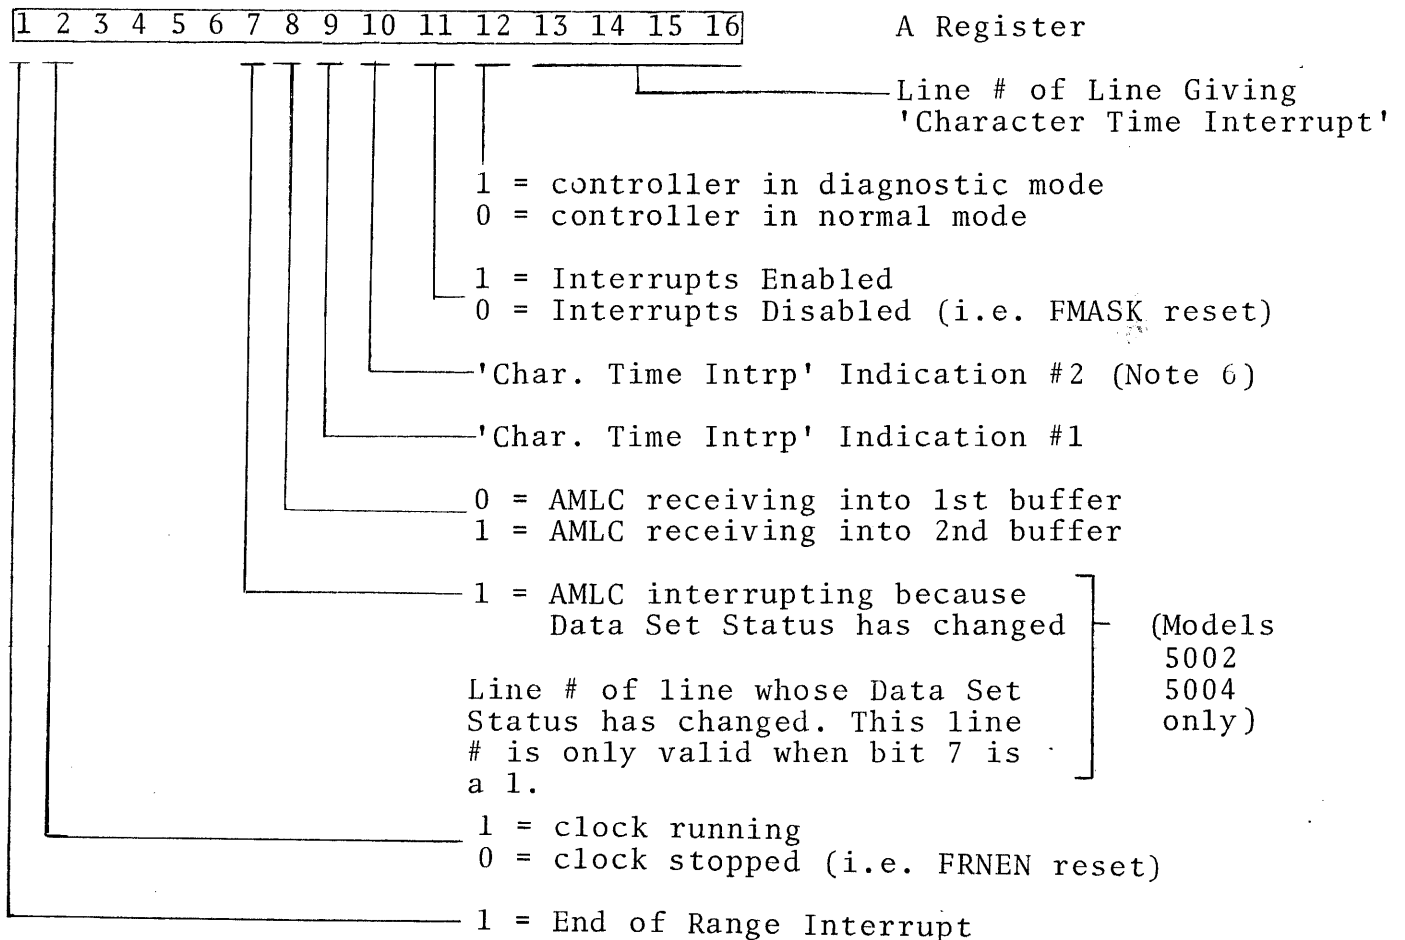 1 2 3 4 5 6 7 8 9 10 11 12 13 14 15 16 A Register
Line # of Line Giving
'Character Time Interrupt'
1 = controller in diagnostic mode
0 = controller in normal mode
1 = Interrupts Enabled
0 = Interrupts Disabled (i.e. FMASK reset)
'Char. Time Intrp' Indication #2 (Note 6)
'Char. Time Intrp' Indication #1
0 = AMLC receiving into 1st buffer
1 = AMLC receiving into 2nd buffer
1 = AMLC interrupting because
Data Set Status has changed
(Models
5002
5004
only)
Line # of line whose Data Set
Status has changed. This line
# is only valid when bit 7 is
a 1.
1 = clock running
0 = clock stopped (i.e. FRNEN reset)
1 = End of Range Interrupt